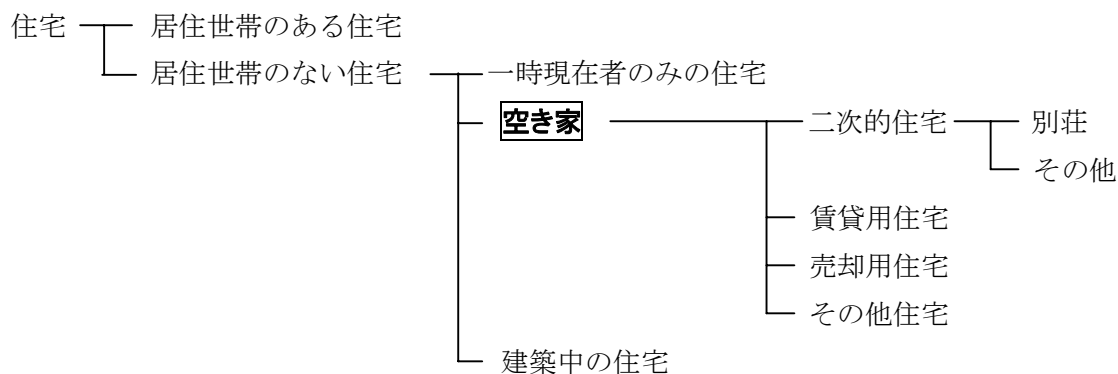 住宅 居住世帯のある住宅
居住世帯のない住宅 一時現在者のみの住宅
空き家 二次的住宅 別荘
その他
賃貸用住宅
売却用住宅
その他住宅
建築中の住宅